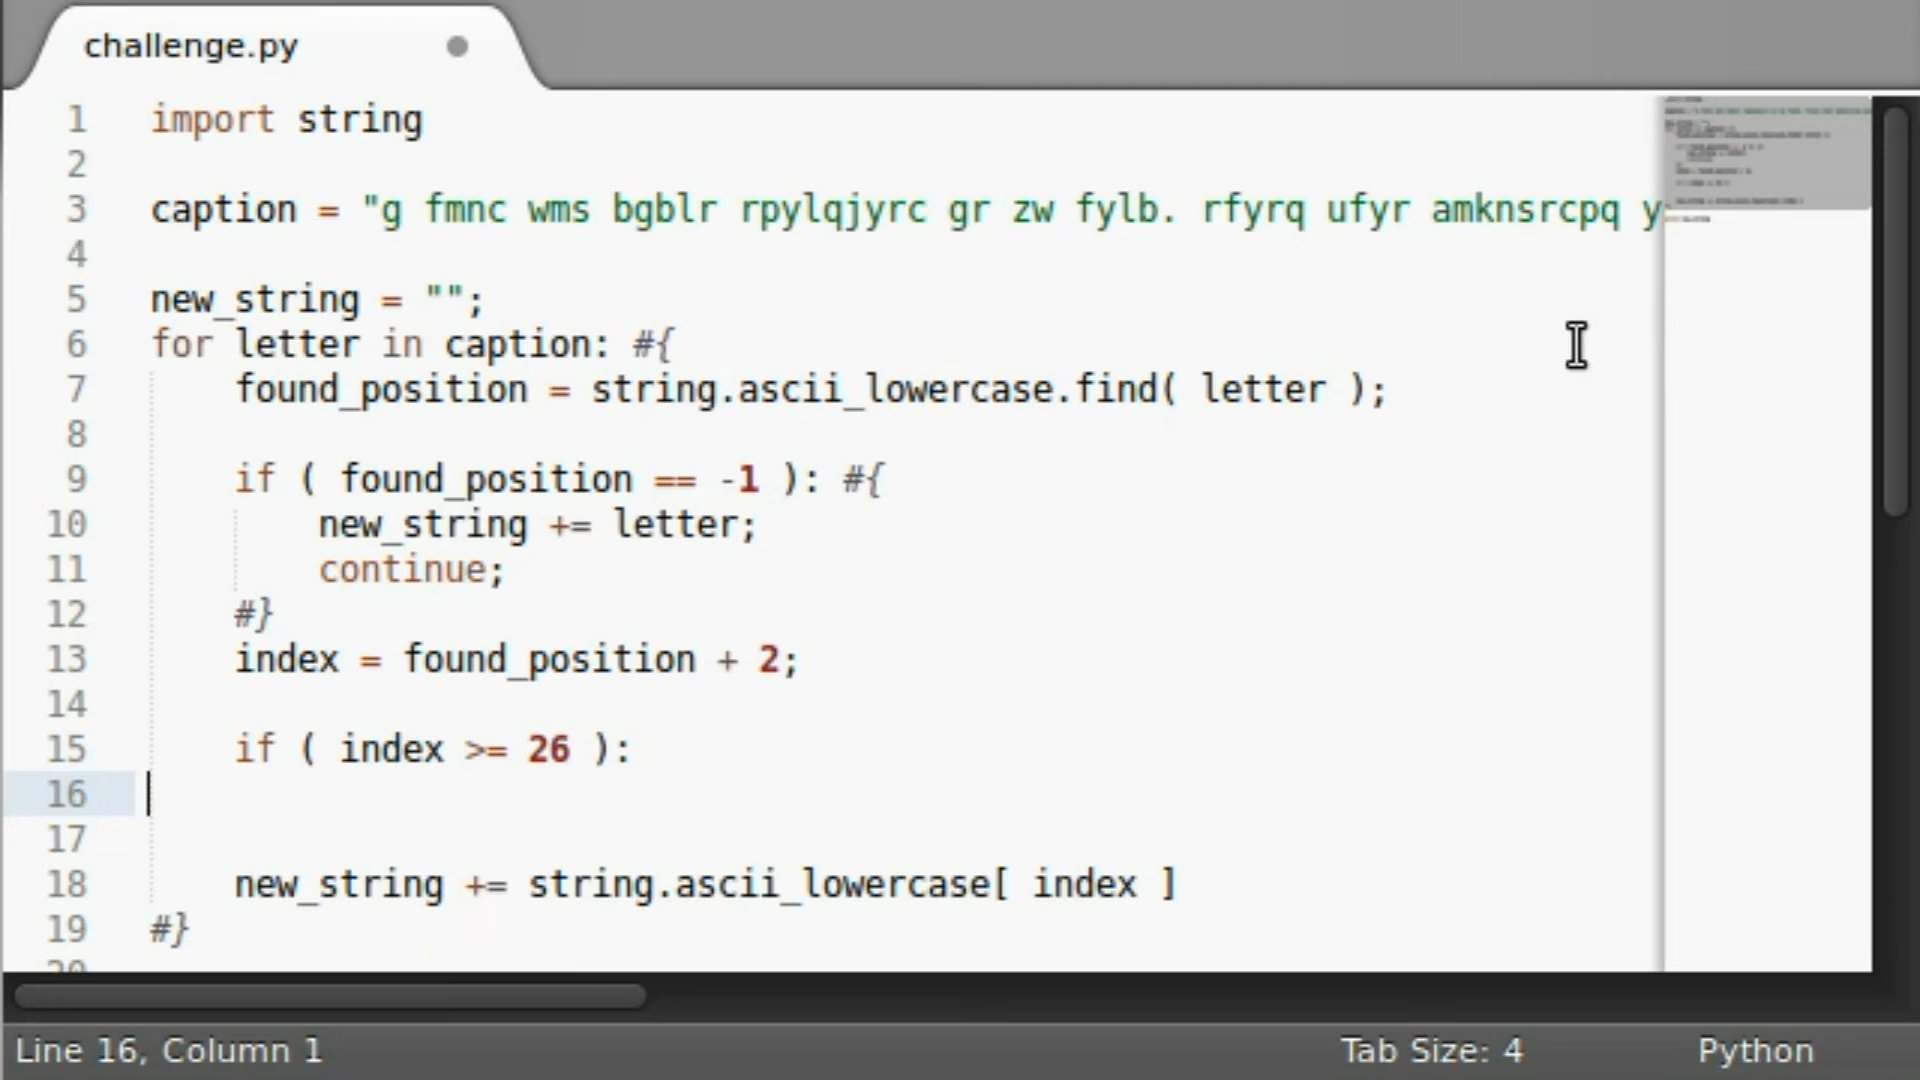 challenge.py
1 import string
2
3 caption = "g fmnc wms bgblr rpylqjyrc gr zw fylb. rfyrq ufyr amknsrcpq y
4
5 new_string = "";
6 for letter in caption: #{
7 found_position = string.ascii_lowercase.find( letter );
8
9 if ( found_position == -1 ): #{
10 new_string += letter;
11 continue;
12 #}
13 index = found_position + 2;
14
15 if ( index >= 26 ):
16
17
18 new_string += string.ascii_lowercase[ index ]
19 #}
20
Line 16, Column 1 Tab Size: 4 Python